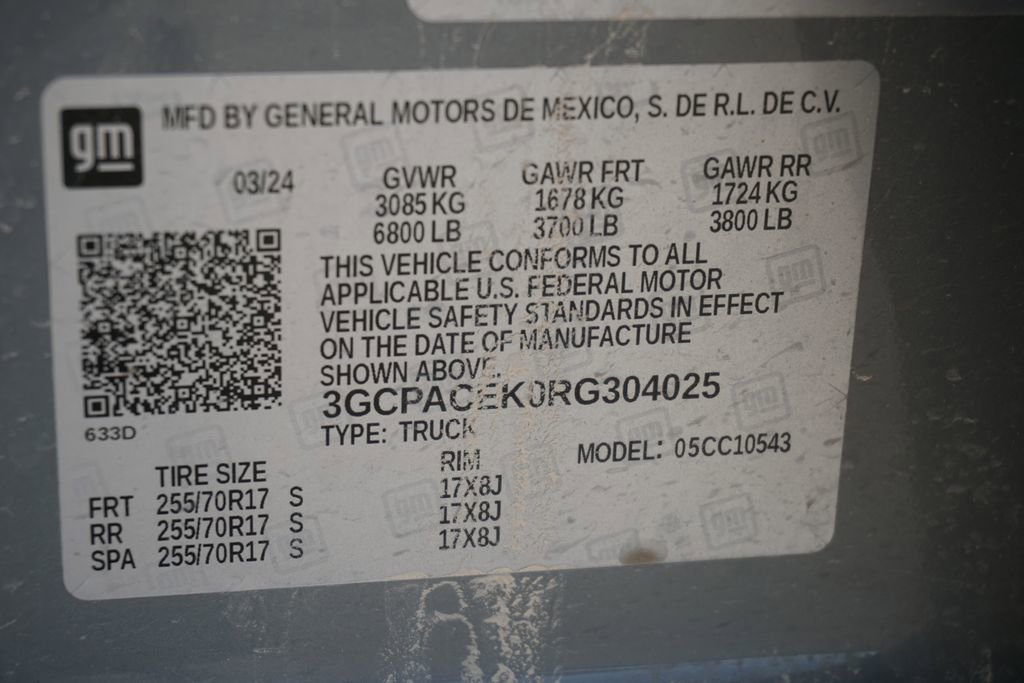 gm
MFD BY GENERAL MOTORS DE MEXICO, S. DE R.L. DE C.V.
03/24 GVWR GAWR FRT GAWR RR
3085 KG 1678 KG 1724 KG
6800 LB 3700 LB 3800 LB
THIS VEHICLE CONFORMS TO ALL
APPLICABLE U.S. FEDERAL MOTOR
VEHICLE SAFETY STANDARDS IN EFFECT
ON THE DATE OF MANUFACTURE
SHOWN ABOVE.
3GCPACEK0RG304025
633D
TYPE: TRUCK MODEL: 05CC10543
TIRE SIZE RIM
FRT 255/70R17 S 17X8J
RR 255/70R17 S 17X8J
SPA 255/70R17 S 17X8J